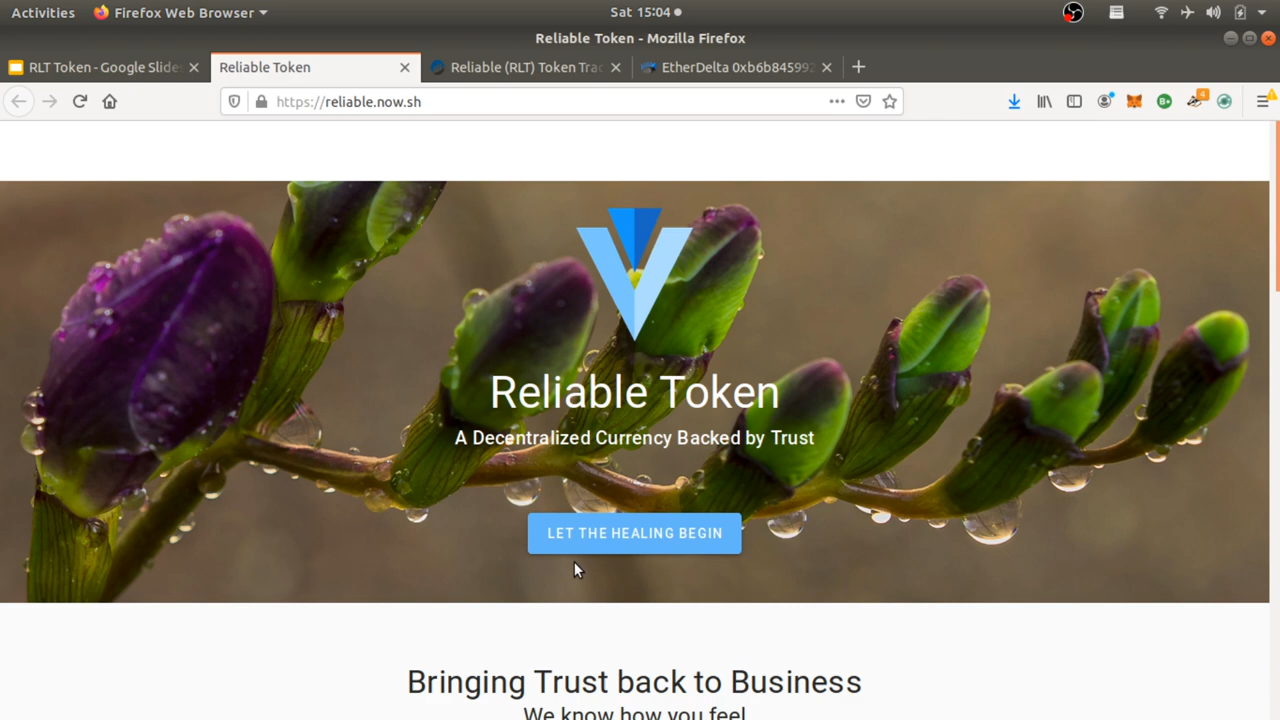 Activities
Firefox Web Browser
Sat 15:04
Reliable Token - Mozilla Firefox
RLT Token - Google Slide
Reliable Token
Reliable (RLT) Token Trac
EtherDelta 0xb6b845992
https://reliable.now.sh
4
Reliable Token
A Decentralized Currency Backed by Trust
LET THE HEALING BEGIN
Bringing Trust back to Business
We know how you feel